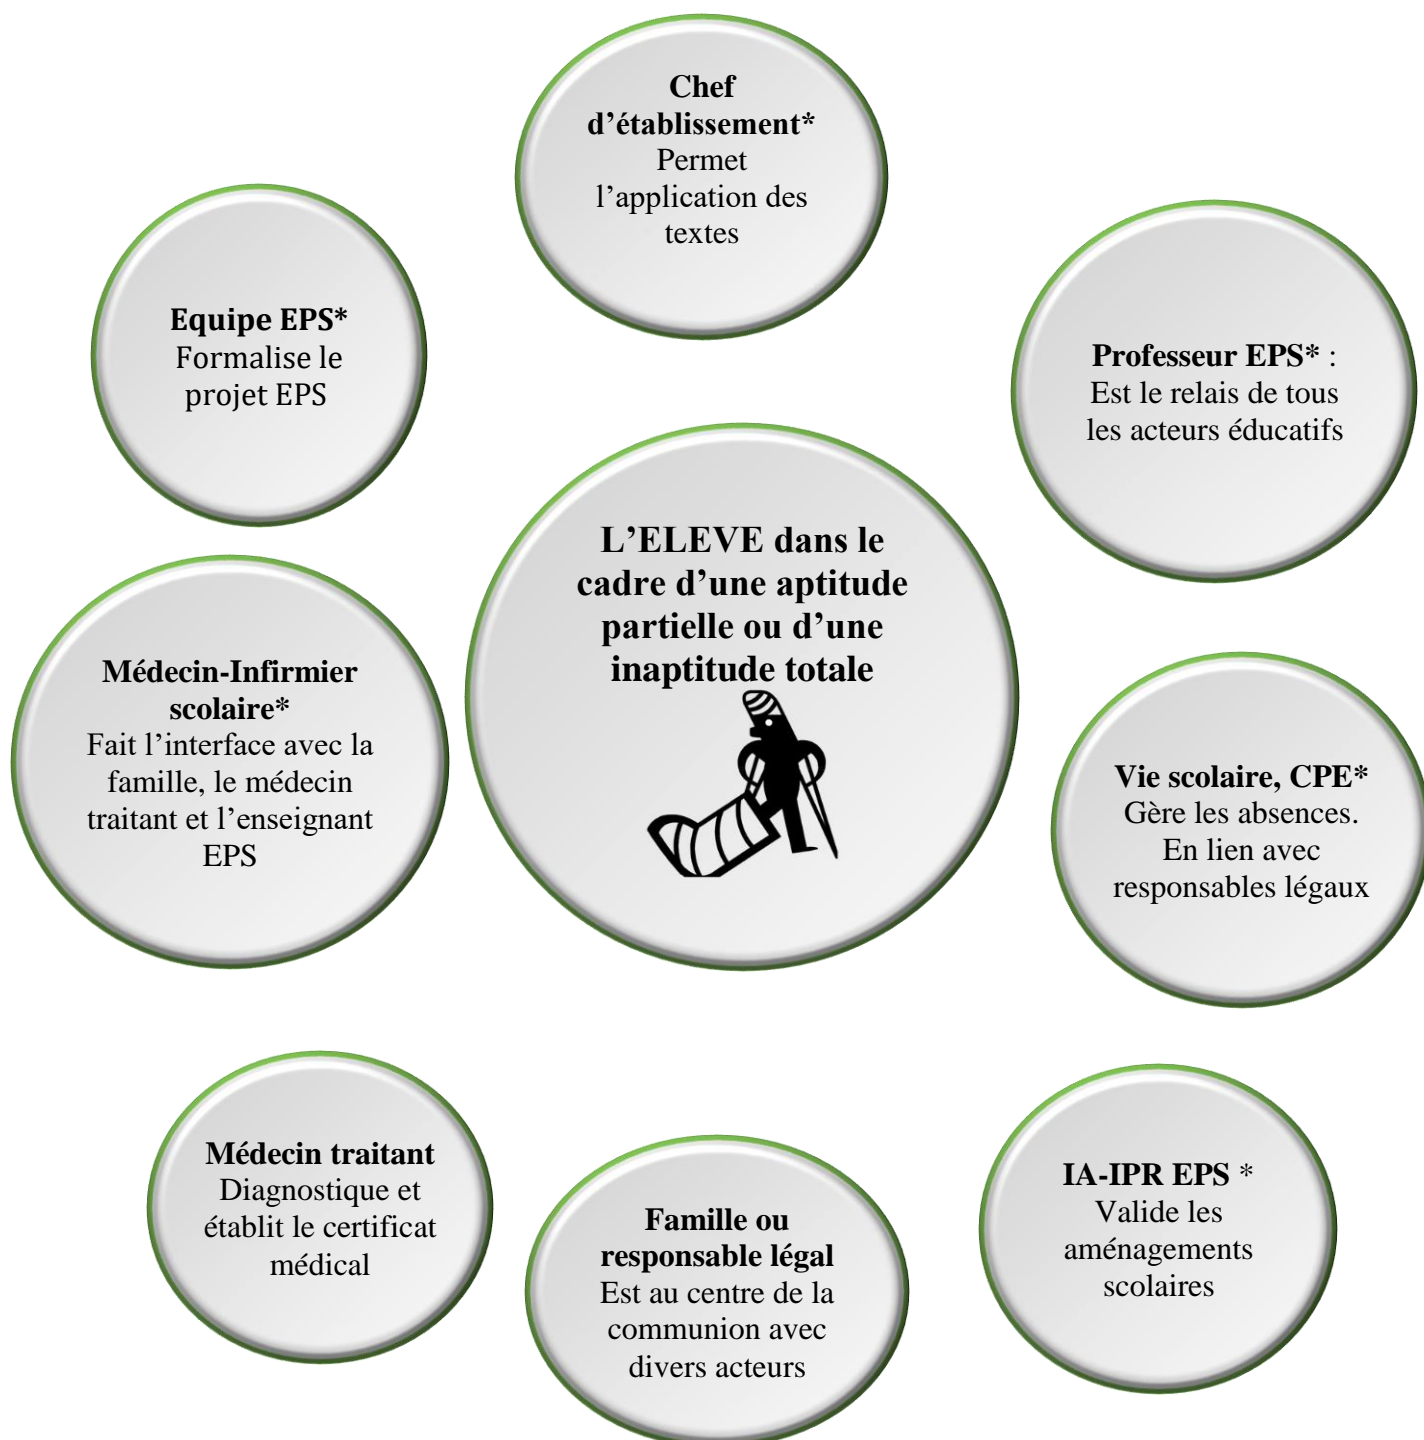 Chef
d’établissement*
Permet
l’application des
textes
Equipe EPS*
Formalise le
projet EPS
Professeur EPS* :
Est le relais de tous
les acteurs éducatifs
L’ELEVE dans le
cadre d’une aptitude
partielle ou d’une
inaptitude totale
Médecin-Infirmier
scolaire*
Fait l’interface avec la
famille, le médecin
traitant et l’enseignant
EPS
Vie scolaire, CPE*
Gère les absences.
En lien avec
responsables légaux
Médecin traitant
Diagnostique et
établit le certificat
médical
Famille ou
responsable légal
Est au centre de la
communion avec
divers acteurs
IA-IPR EPS *
Valide les
aménagements
scolaires